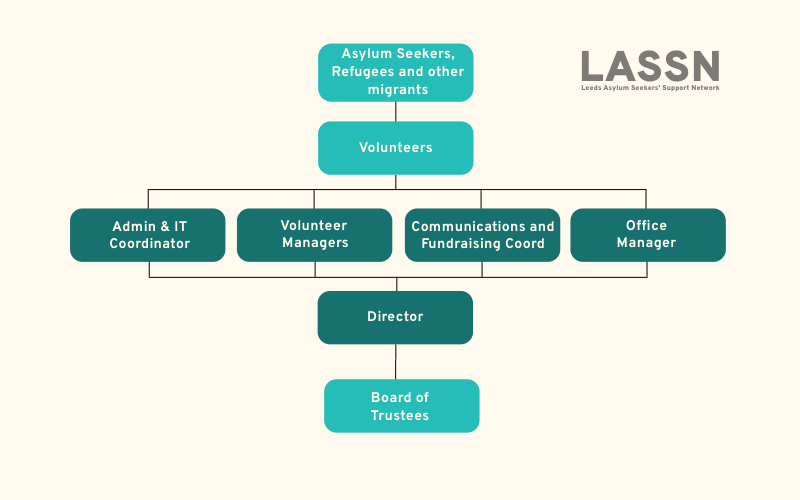 Asylum Seekers,
Refugees and other
migrants
LASSN
Leeds Asylum Seekers' Support Network
Volunteers
Admin & IT
Coordinator
Volunteer
Managers
Communications and
Fundraising Coord
Office
Manager
Director
Board of
Trustees